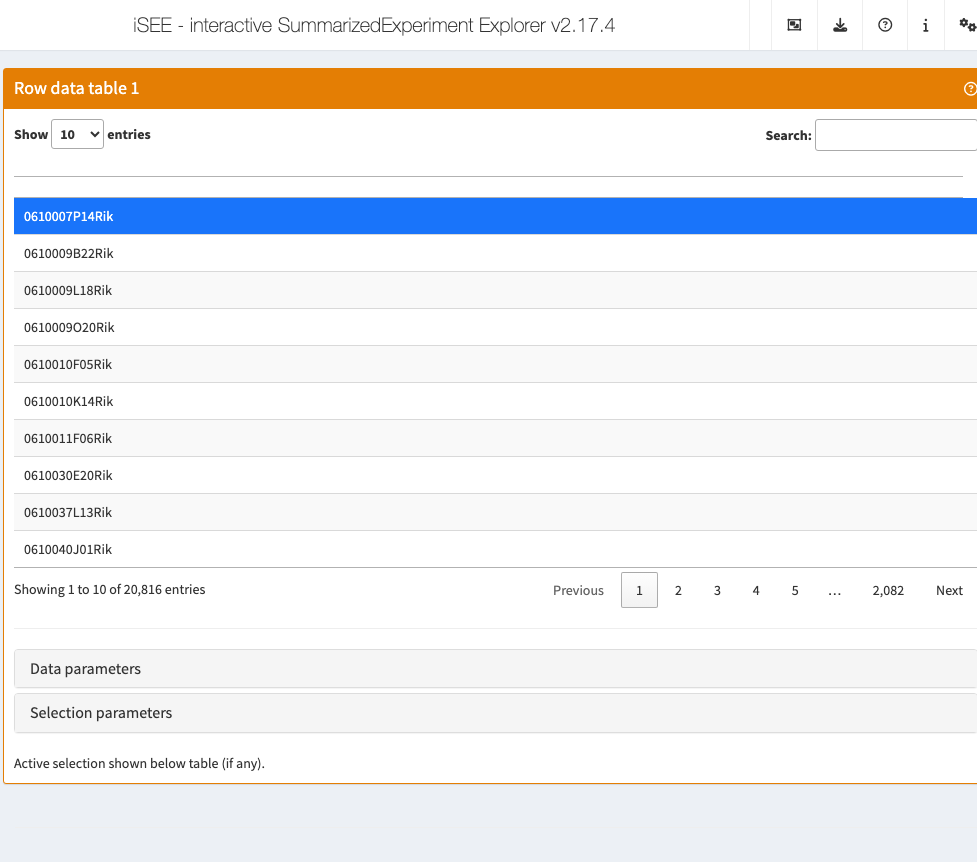 iSEE - interactive SummarizedExperiment Explorer v2.17.4
Row data table 1
Show 10 entries Search:
0610007P14Rik
0610009B22Rik
0610009L18Rik
0610009O20Rik
0610010F05Rik
0610010K14Rik
0610011F06Rik
0610030E20Rik
0610037L13Rik
0610040J01Rik
Showing 1 to 10 of 20,816 entries Previous 1 2 3 4 5 … 2,082 Next
Data parameters
Selection parameters
Active selection shown below table (if any).